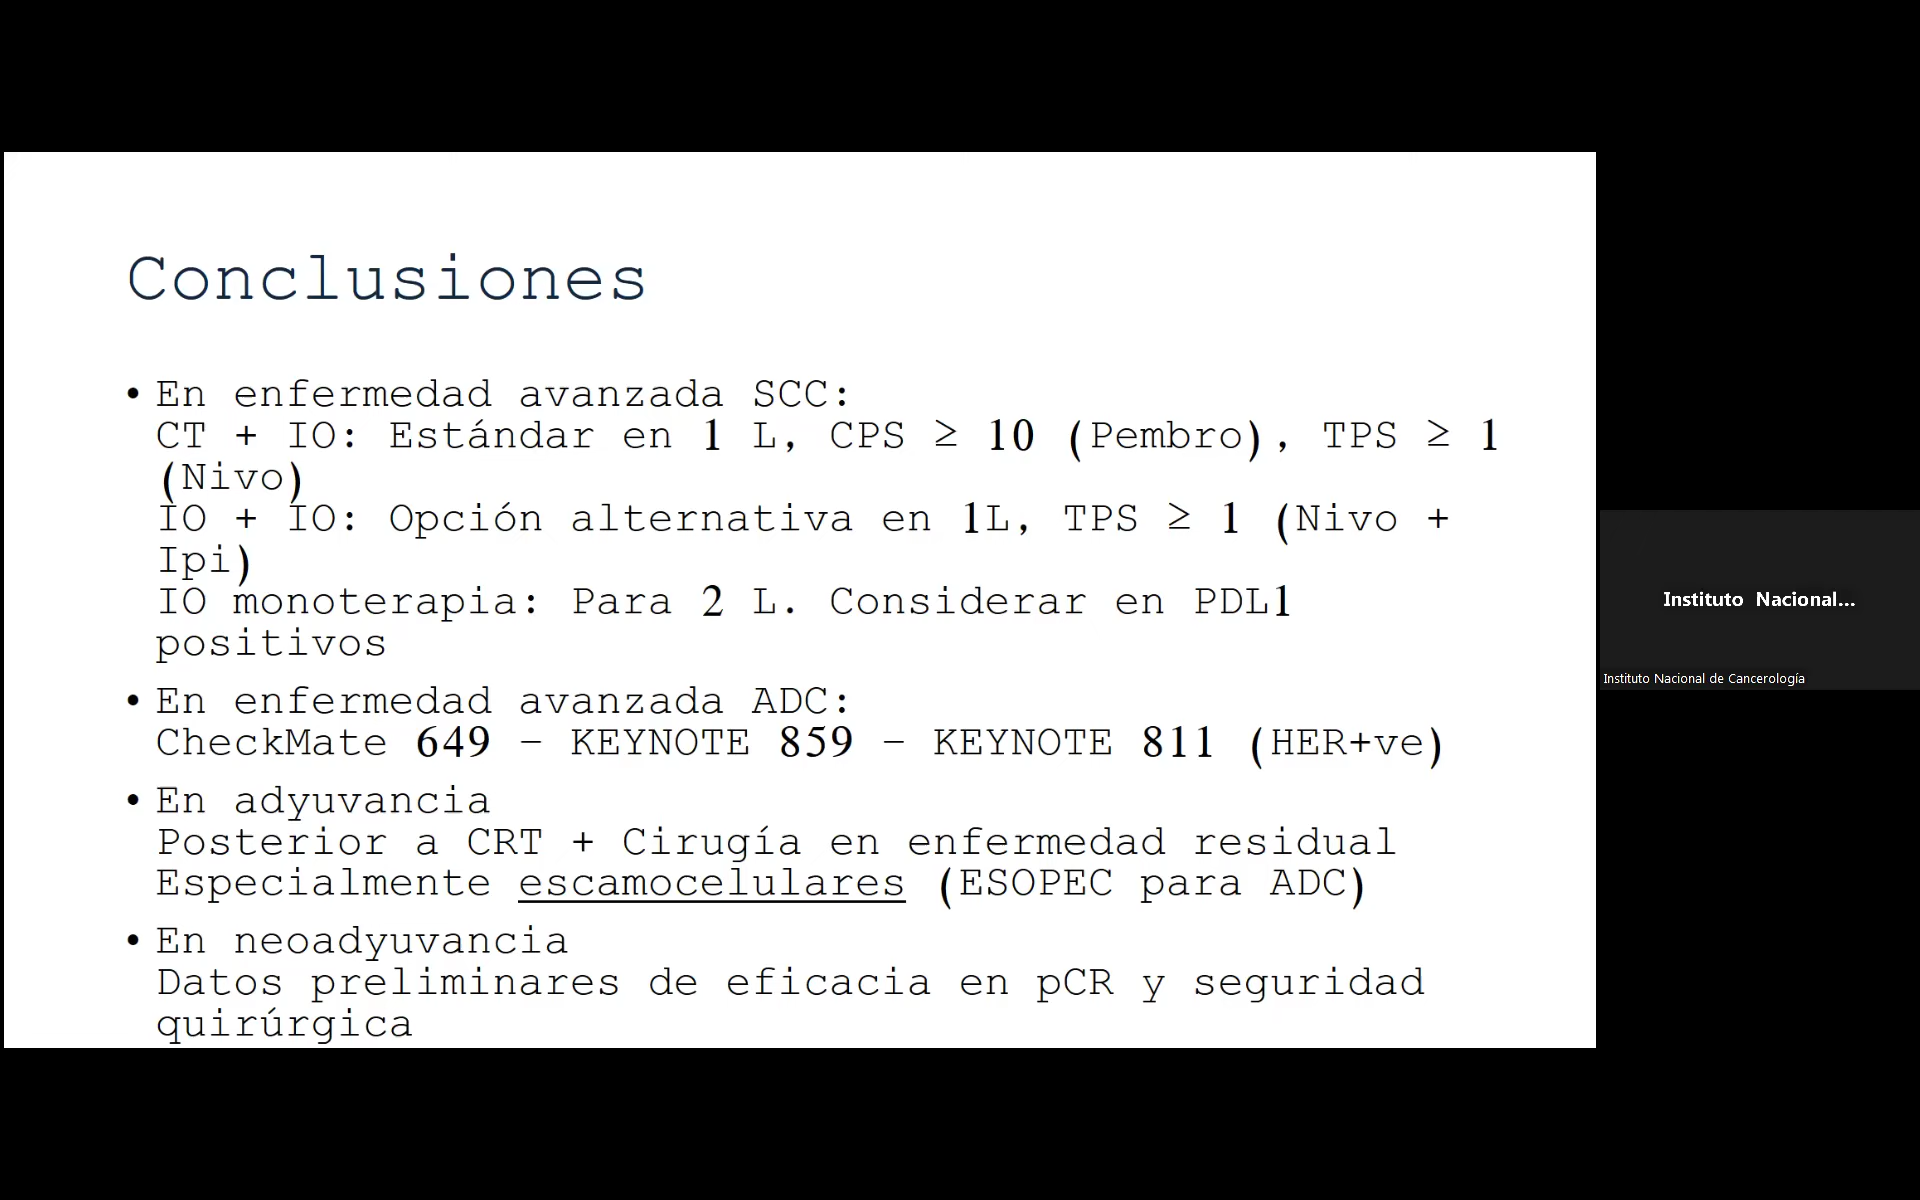 Conclusiones
• En enfermedad avanzada SCC:
CT + IO: Estándar en 1 L, CPS ≥ 10 (Pembro), TPS ≥ 1
(Nivo)
IO + IO: Opción alternativa en 1L, TPS ≥ 1 (Nivo +
Ipi)
IO monoterapia: Para 2 L. Considerar en PDL1
positivos
• En enfermedad avanzada ADC:
CheckMate 649 – KEYNOTE 859 – KEYNOTE 811 (HER+ve)
• En adyuvancia
Posterior a CRT + Cirugía en enfermedad residual
Especialmente escamocelulares (ESOPEC para ADC)
• En neoadyuvancia
Datos preliminares de eficacia en pCR y seguridad
quirúrgica
Instituto Nacional...
Instituto Nacional de Cancerología